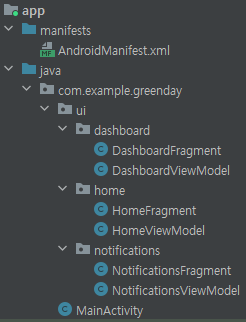 app
manifests
AndroidManifest.xml
java
com.example.greenday
ui
dashboard
DashboardFragment
DashboardViewModel
home
HomeFragment
HomeViewModel
notifications
NotificationsFragment
NotificationsViewModel
MainActivity